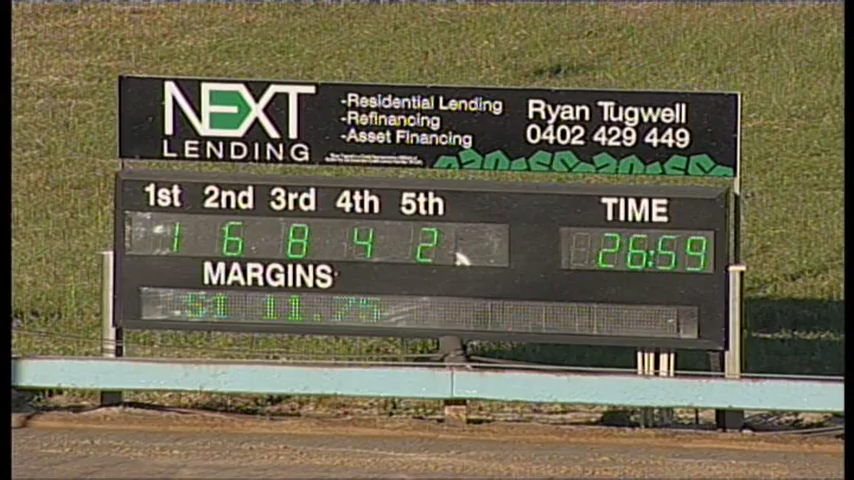 NEXT
LENDING
-Residential Lending
-Refinancing
-Asset Financing
Ryan Tugwell
0402 429 449
1st 2nd 3rd 4th 5th
TIME
1 6 8 4 2
26:59
MARGINS
11.75